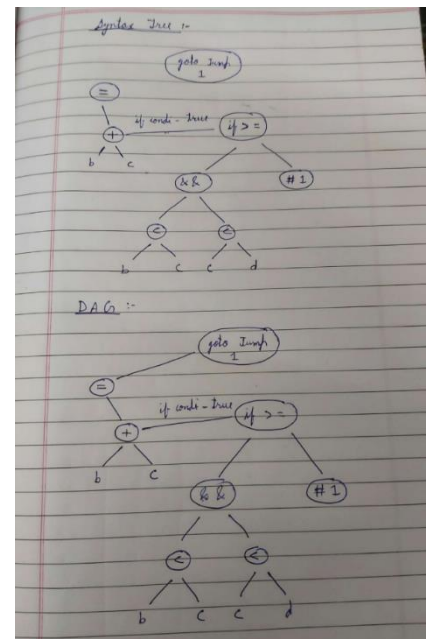 Syntax Tree :-
goto Jump
1
=
+ if condi - true if >=
b c
&& #1
< <
b c c d
DAG :-
goto Jump
1
=
if condi - true if >=
+
b c
&& #1
< <
b c c d